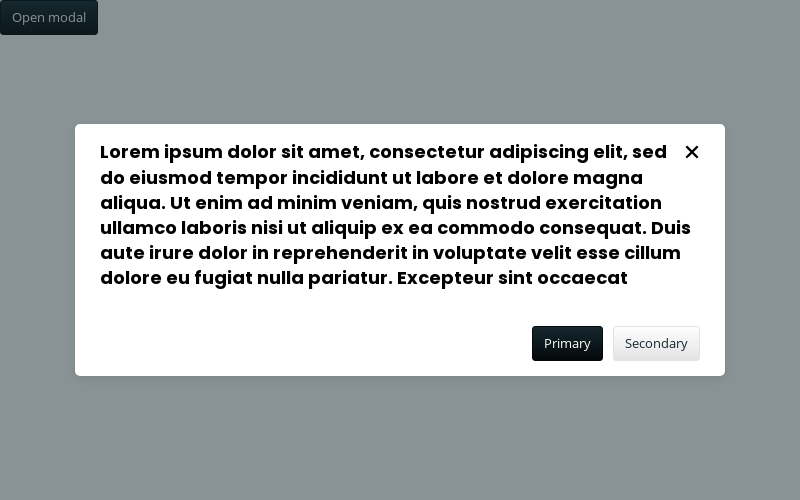 Open modal
Lorem ipsum dolor sit amet, consectetur adipiscing elit, sed
do eiusmod tempor incididunt ut labore et dolore magna
aliqua. Ut enim ad minim veniam, quis nostrud exercitation
ullamco laboris nisi ut aliquip ex ea commodo consequat. Duis
aute irure dolor in reprehenderit in voluptate velit esse cillum
dolore eu fugiat nulla pariatur. Excepteur sint occaecat
Primary Secondary